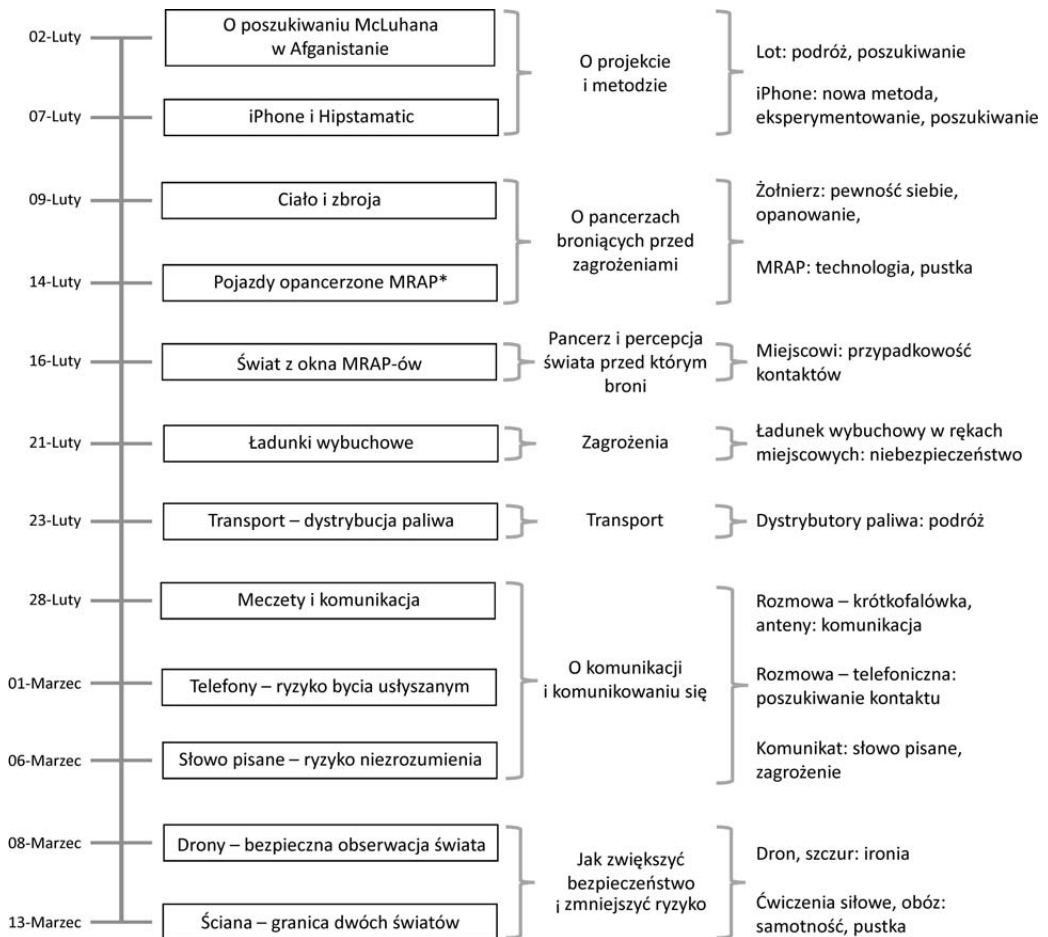 02-Luty
O poszukiwaniu McLuhana
w Afganistanie
07-Luty
iPhone i Hipstamatic
O projekcie
i metodzie
Lot: podróż, poszukiwanie
iPhone: nowa metoda,
eksperymentowanie, poszukiwanie
09-Luty
Ciało i zbroja
14-Luty
Pojazdy opancerzone MRAP*
O pancerzach
broniących przed
zagrożeniami
Żołnierz: pewność siebie,
opanowanie,
MRAP: technologia, pustka
16-Luty
Świat z okna MRAP-ów
Pancerz i percepcja
świata przed którym
broni
Miejscowi: przypadkowość
kontaktów
21-Luty
Ładunki wybuchowe
Zagrożenia
Ładunek wybuchowy w rękach
miejscowych: niebezpieczeństwo
23-Luty
Transport – dystrybucja paliwa
Transport
Dystrybutory paliwa: podróż
28-Luty
Meczety i komunikacja
01-Marzec
Telefony – ryzyko bycia usłyszanym
06-Marzec
Słowo pisane – ryzyko niezrozumienia
O komunikacji
i komunikowaniu się
Rozmowa – krótkofalówka,
anteny: komunikacja
Rozmowa – telefoniczna:
poszukiwanie kontaktu
Komunikat: słowo pisane,
zagrożenie
08-Marzec
Drony – bezpieczna obserwacja świata
13-Marzec
Ściana – granica dwóch światów
Jak zwiększyć
bezpieczeństwo
i zmniejszyć ryzyko
Dron, szczur: ironia
Ćwiczenia siłowe, obóz:
samotność, pustka